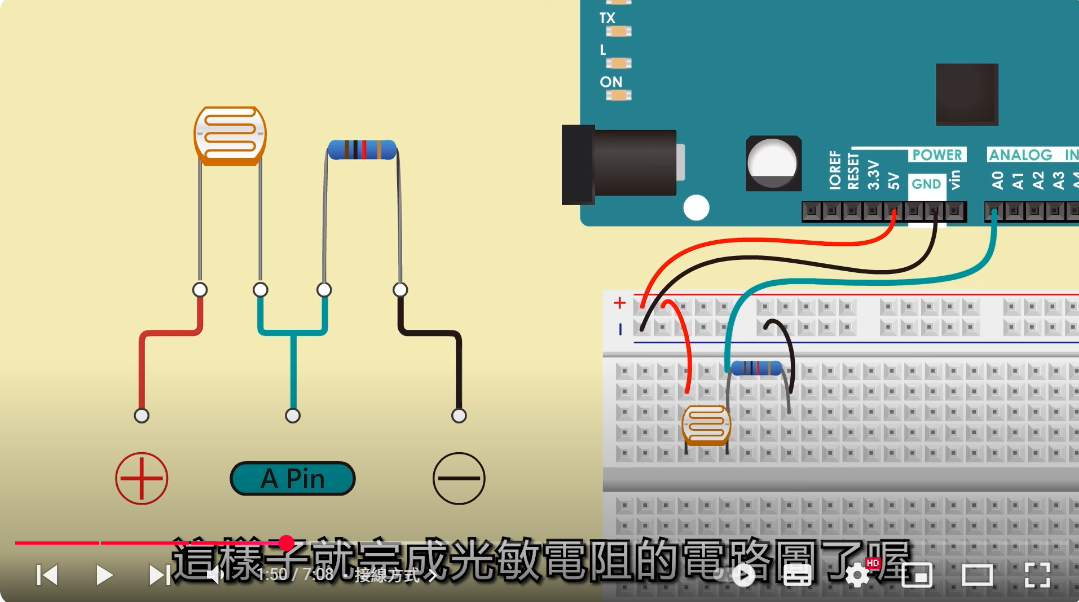 TX
L
ON
IOREF
RESET
3.3V
5V
POWER
GND
vin
ANALOG IN
A0
A1
A2
A3
A4
+
−
A Pin
這樣子就完成光敏電阻的電路圖了喔
1:50 / 7:08 • 接線方式 >
HD